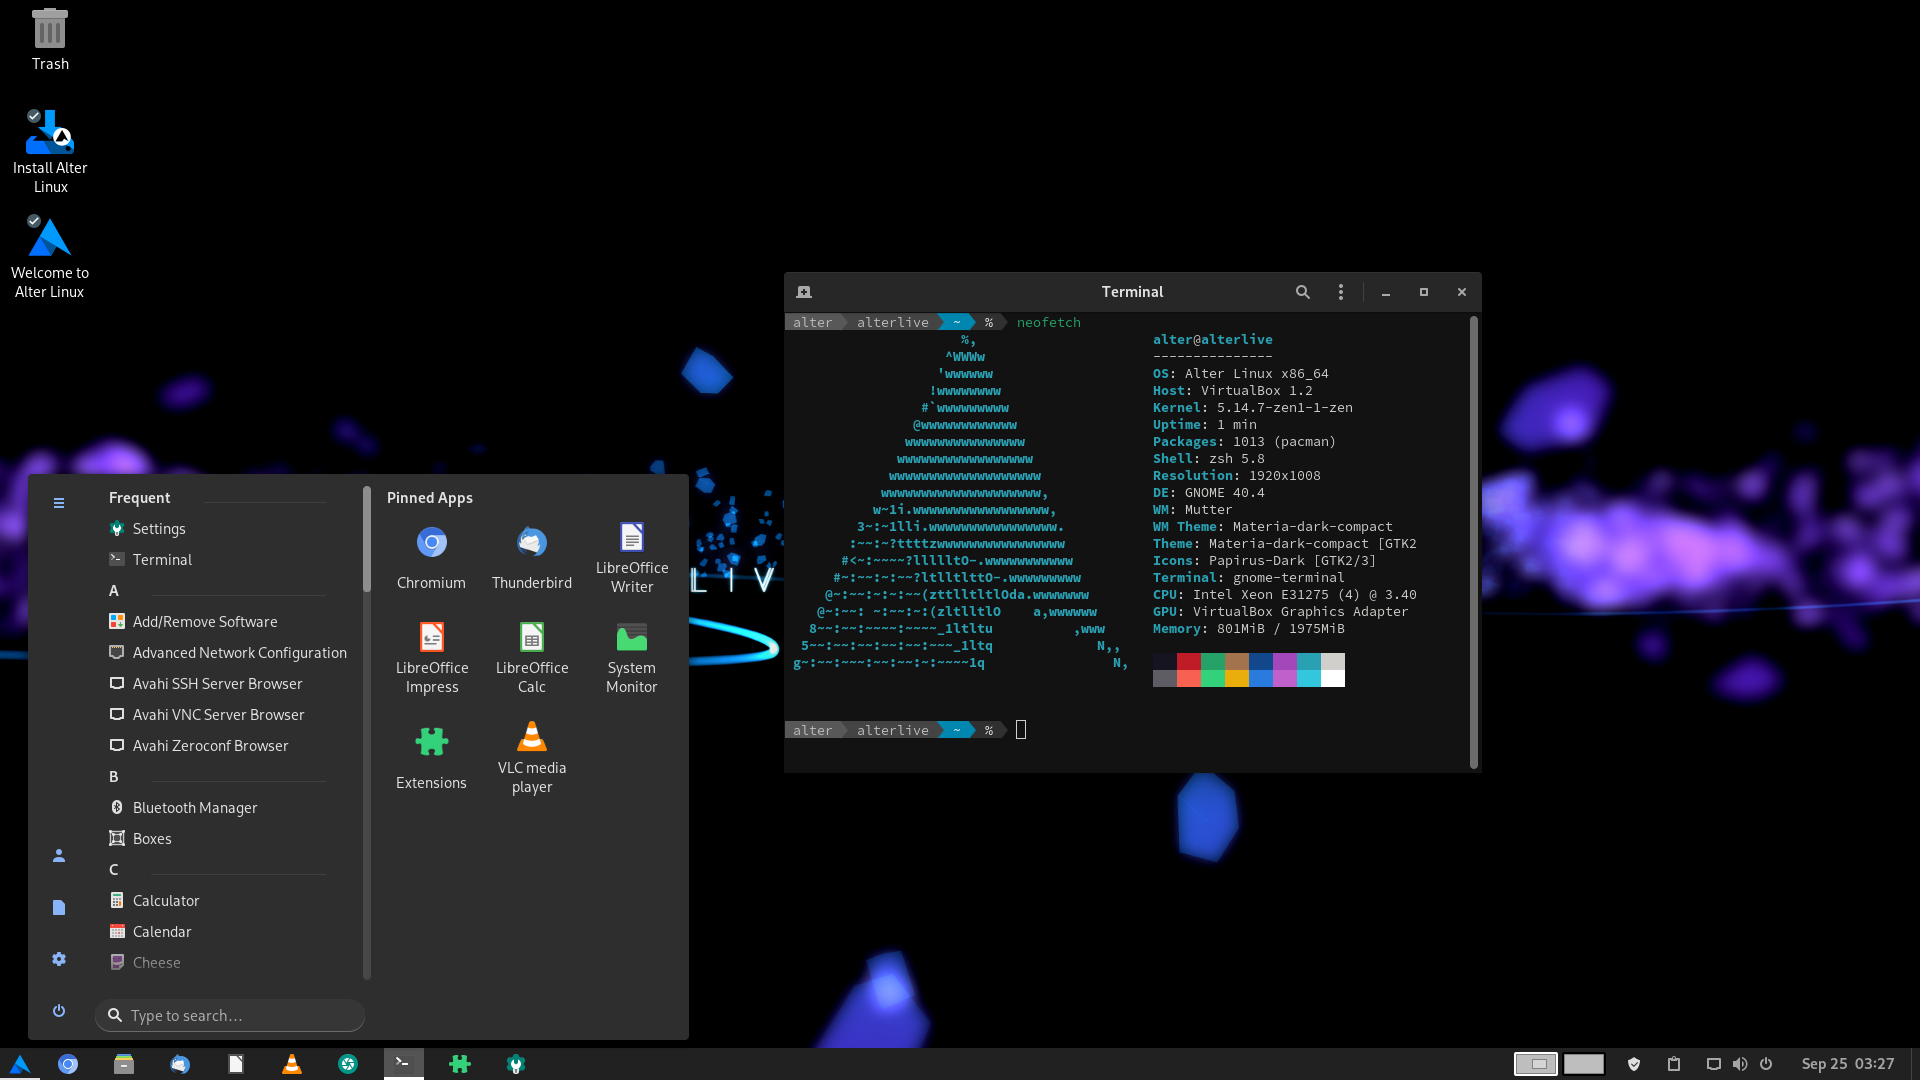 Trash
Install Alter
Linux
Welcome to
Alter Linux
Frequent
Settings
Terminal
A
Add/Remove Software
Advanced Network Configuration
Avahi SSH Server Browser
Avahi VNC Server Browser
Avahi Zeroconf Browser
B
Bluetooth Manager
Boxes
C
Calculator
Calendar
Cheese
Type to search…
Pinned Apps
Chromium
Thunderbird
LibreOffice
Writer
LibreOffice
Impress
LibreOffice
Calc
System
Monitor
Extensions
VLC media
player
L I V
Terminal
alter alterlive ~ % neofetch
alter@alterlive
---------------
OS: Alter Linux x86_64
Host: VirtualBox 1.2
Kernel: 5.14.7-zen1-1-zen
Uptime: 1 min
Packages: 1013 (pacman)
Shell: zsh 5.8
Resolution: 1920x1008
DE: GNOME 40.4
WM: Mutter
WM Theme: Materia-dark-compact
Theme: Materia-dark-compact [GTK2
Icons: Papirus-Dark [GTK2/3]
Terminal: gnome-terminal
CPU: Intel Xeon E31275 (4) @ 3.40
GPU: VirtualBox Graphics Adapter
Memory: 801MiB / 1975MiB
alter alterlive ~ %
Sep 25 03:27